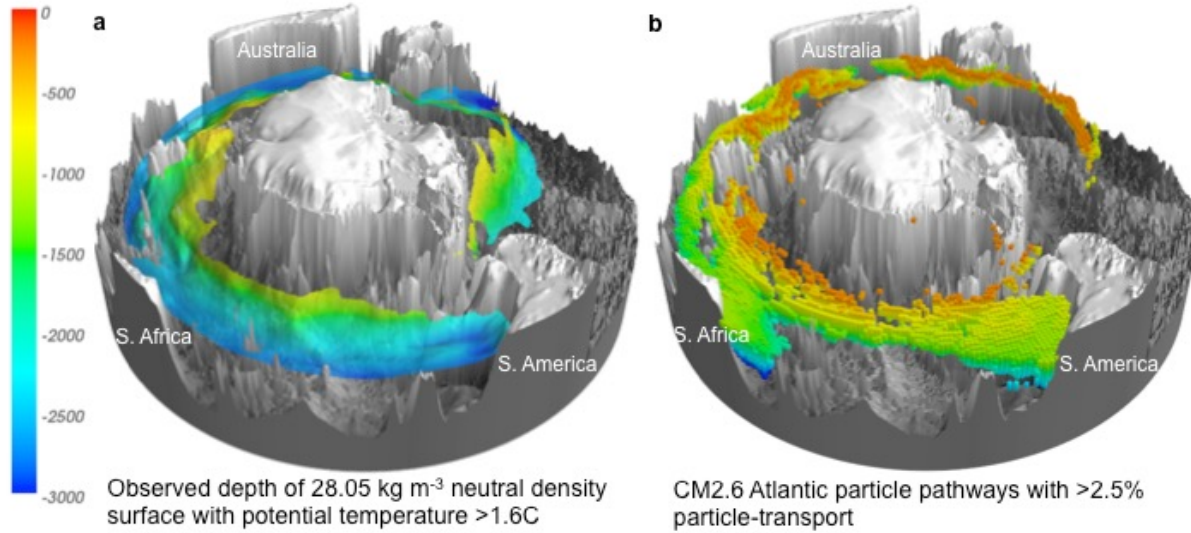 0
-500
-1000
-1500
-2000
-2500
-3000
a
Australia
S. Africa
S. America
Observed depth of 28.05 kg m⁻³ neutral density
surface with potential temperature >1.6C
b
Australia
S. Africa
S. America
CM2.6 Atlantic particle pathways with >2.5%
particle-transport